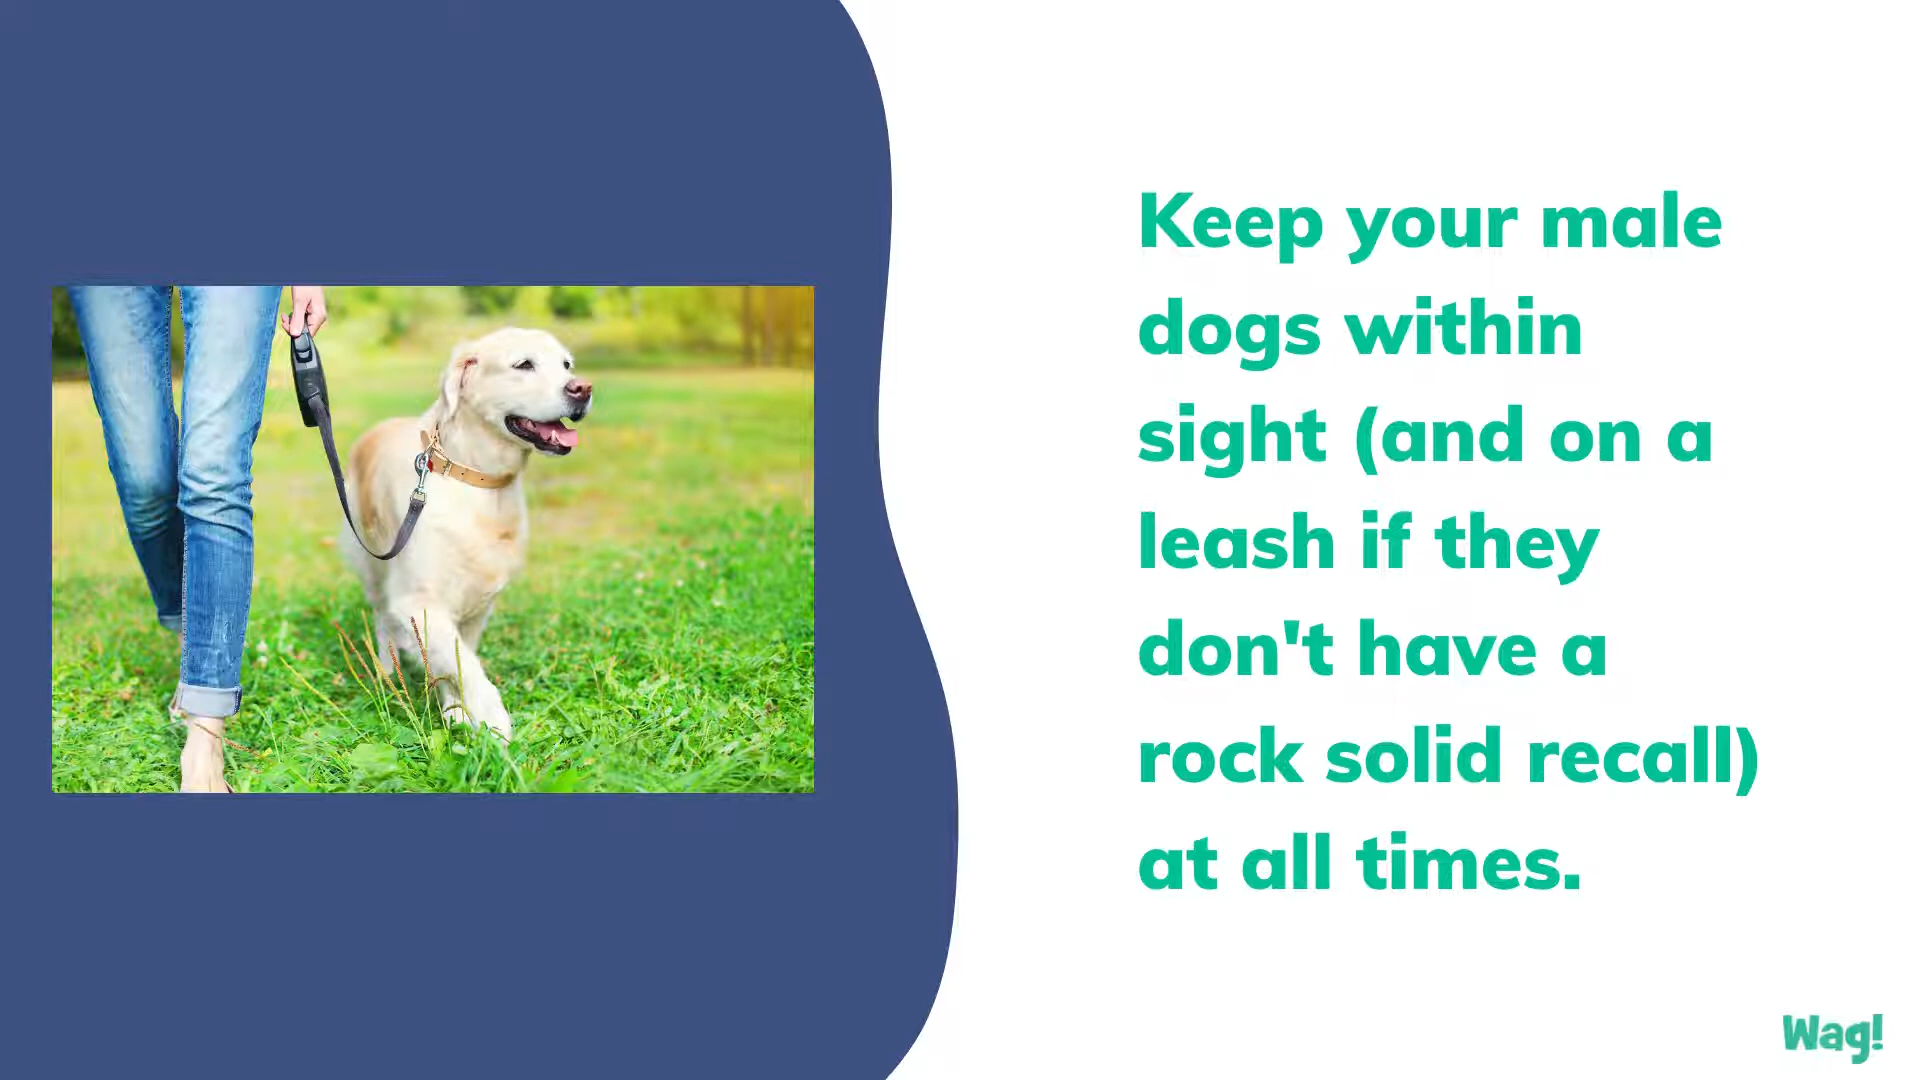 Keep your male
dogs within
sight (and on a
leash if they
don't have a
rock solid recall)
at all times.
Wag!